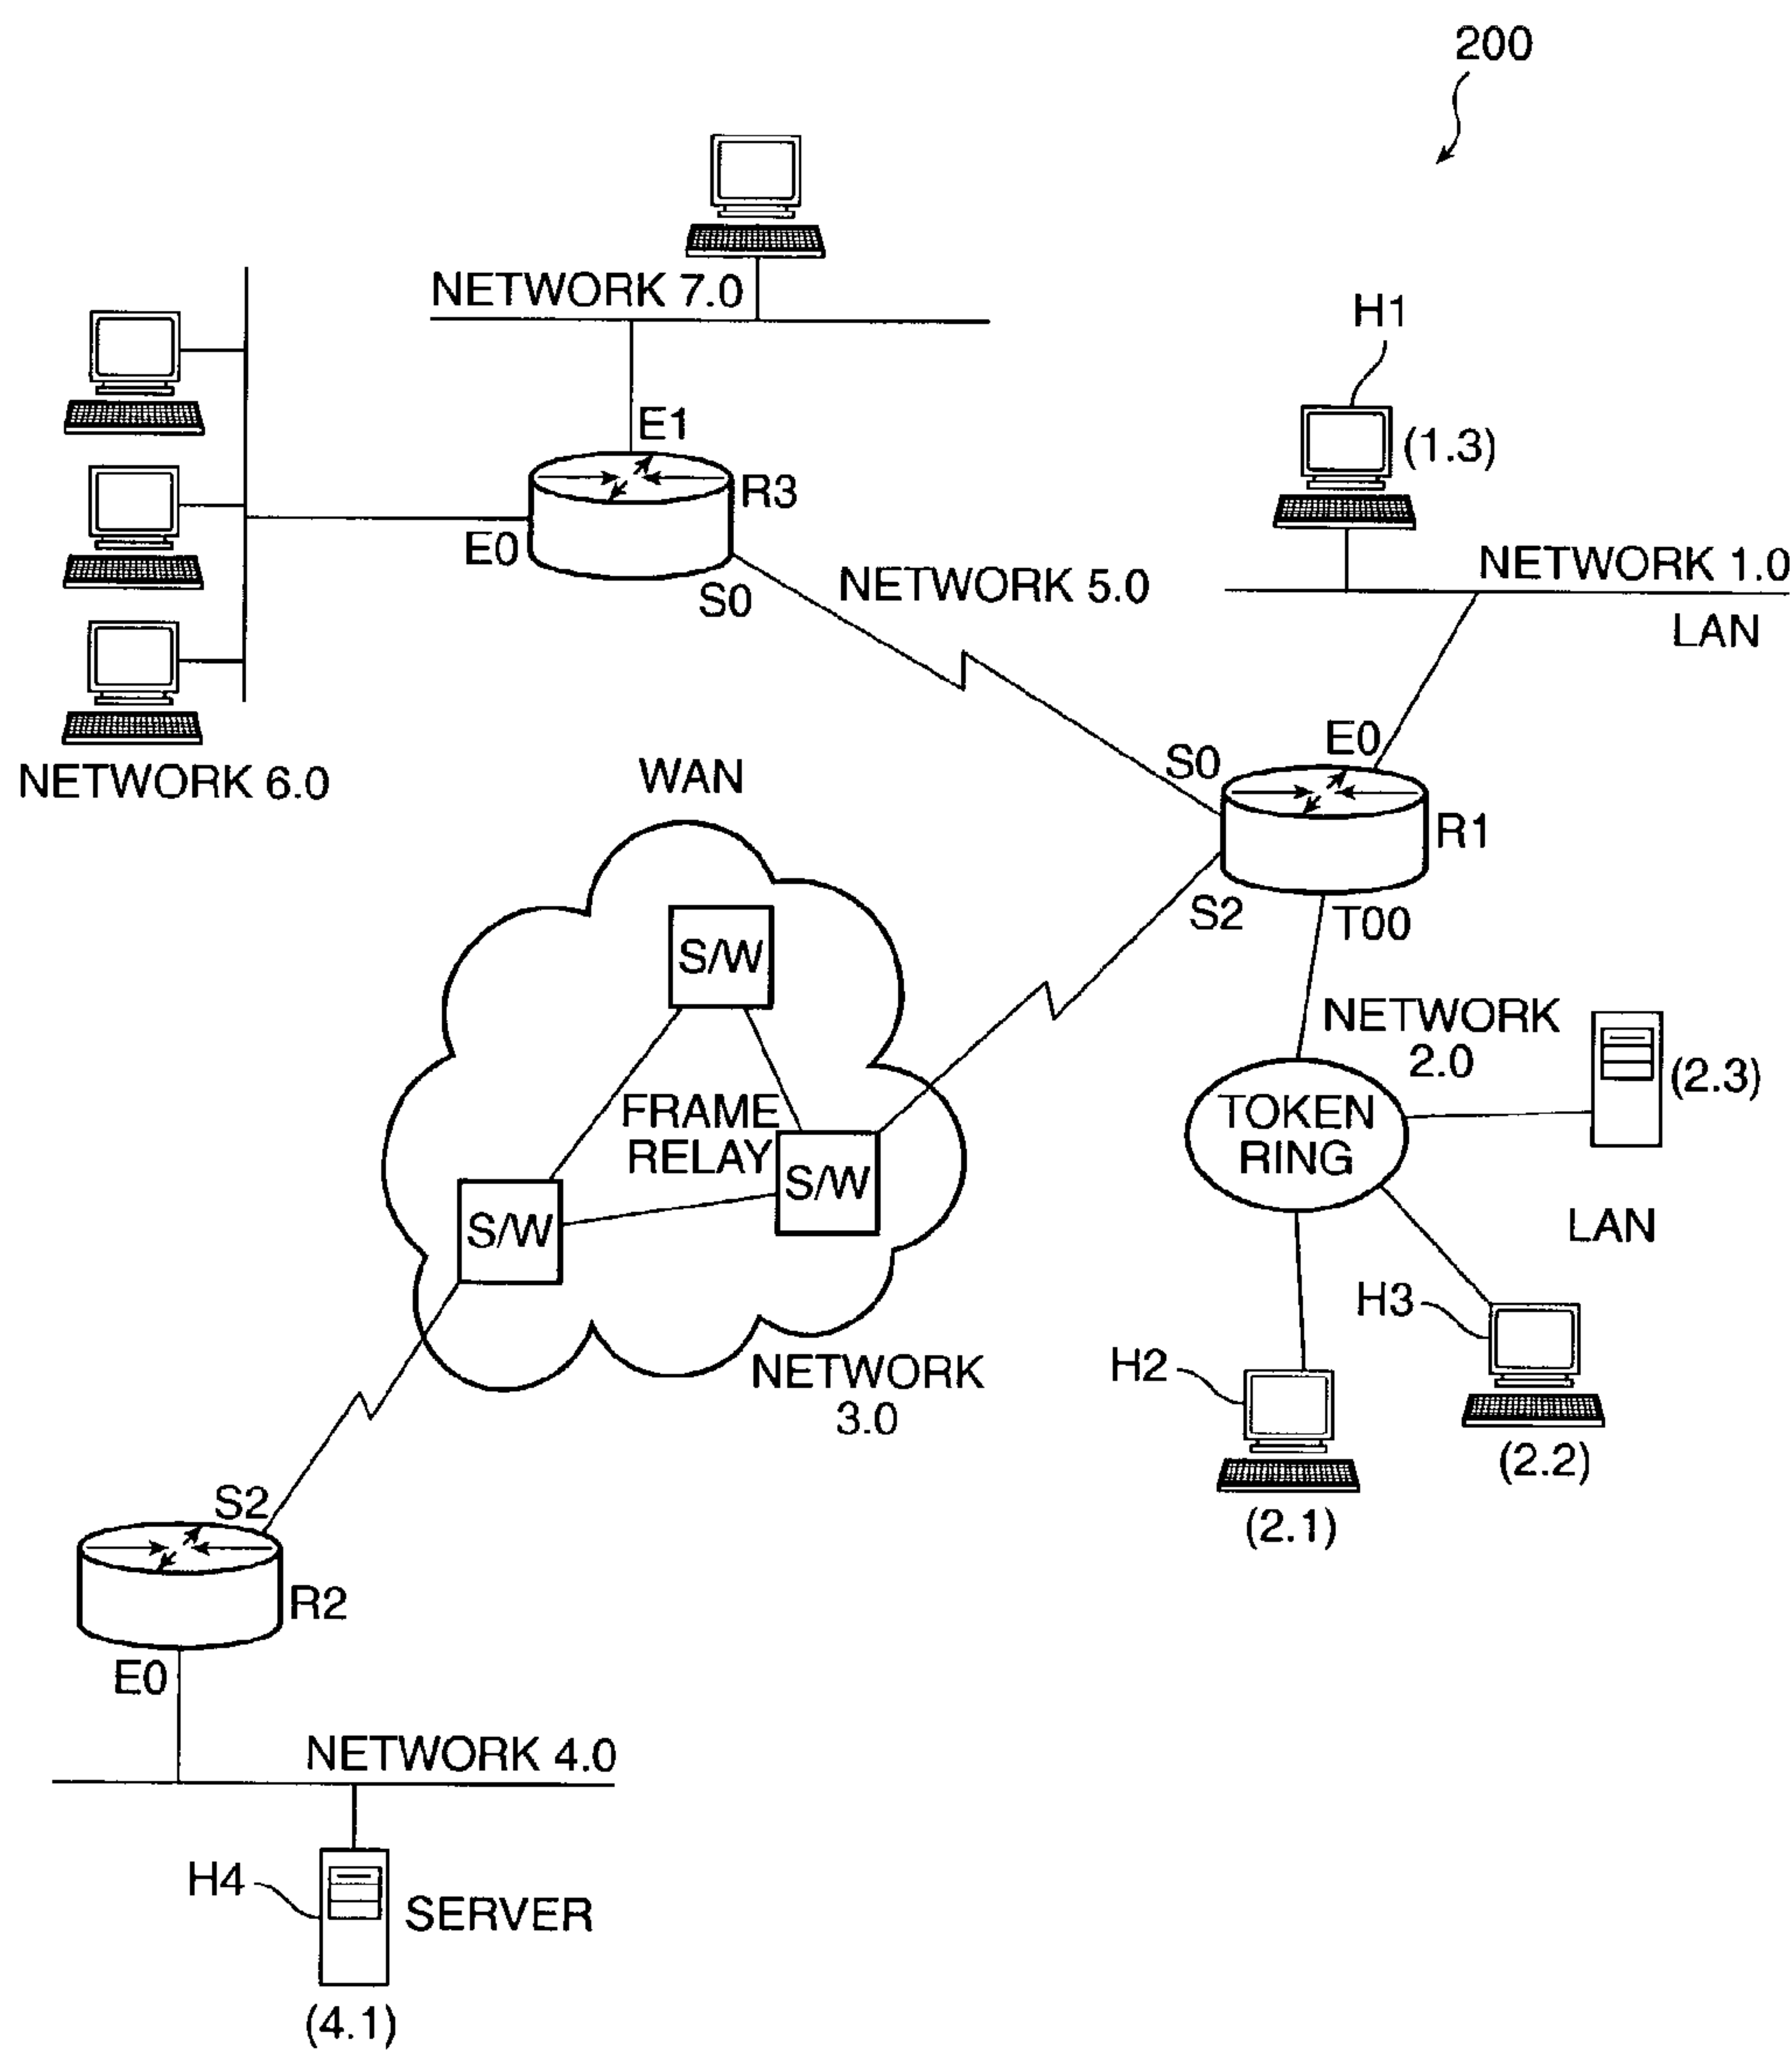 200
NETWORK 7.0
H1
(1.3)
E1
R3
E0
S0
NETWORK 5.0
NETWORK 1.0
LAN
NETWORK 6.0
WAN
S0
E0
R1
S2
T00
S/W
NETWORK
2.0
(2.3)
FRAME
RELAY
TOKEN
RING
S/W
S/W
LAN
H3
H2
NETWORK
3.0
(2.2)
(2.1)
S2
R2
E0
NETWORK 4.0
H4
SERVER
(4.1)